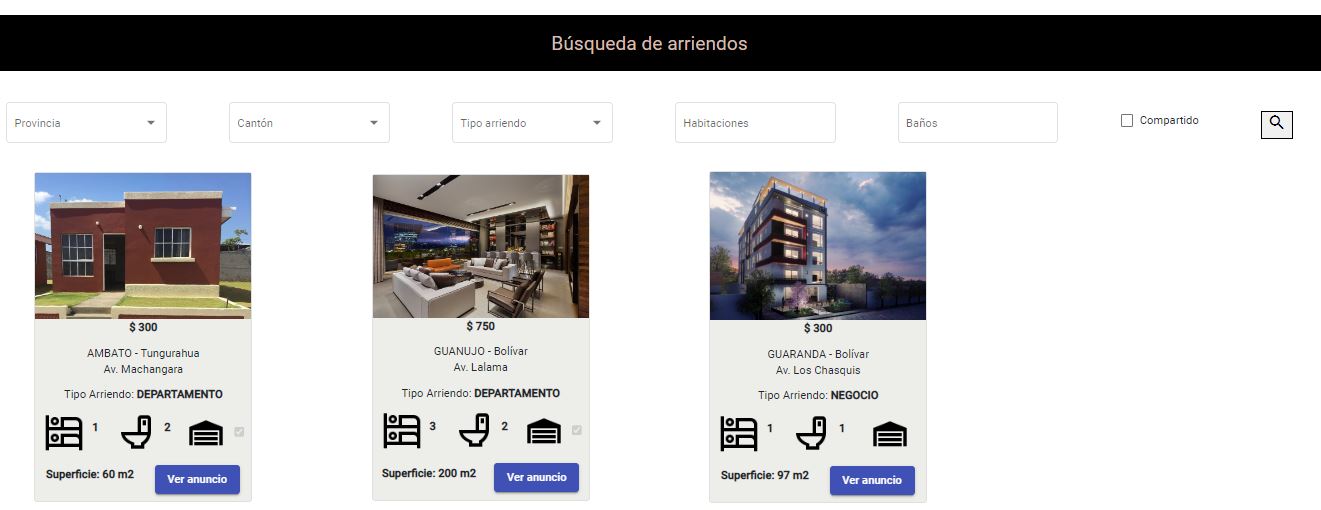 Búsqueda de arriendos
Provincia
Cantón
Tipo arriendo
Habitaciones
Baños
Compartido
$ 300
AMBATO - Tungurahua
Av. Machangara
Tipo Arriendo: DEPARTAMENTO
1 2
Superficie: 60 m2
Ver anuncio
$ 750
GUANUJO - Bolívar
Av. Lalama
Tipo Arriendo: DEPARTAMENTO
3 2
Superficie: 200 m2
Ver anuncio
$ 300
GUARANDA - Bolívar
Av. Los Chasquis
Tipo Arriendo: NEGOCIO
1 1
Superficie: 97 m2
Ver anuncio